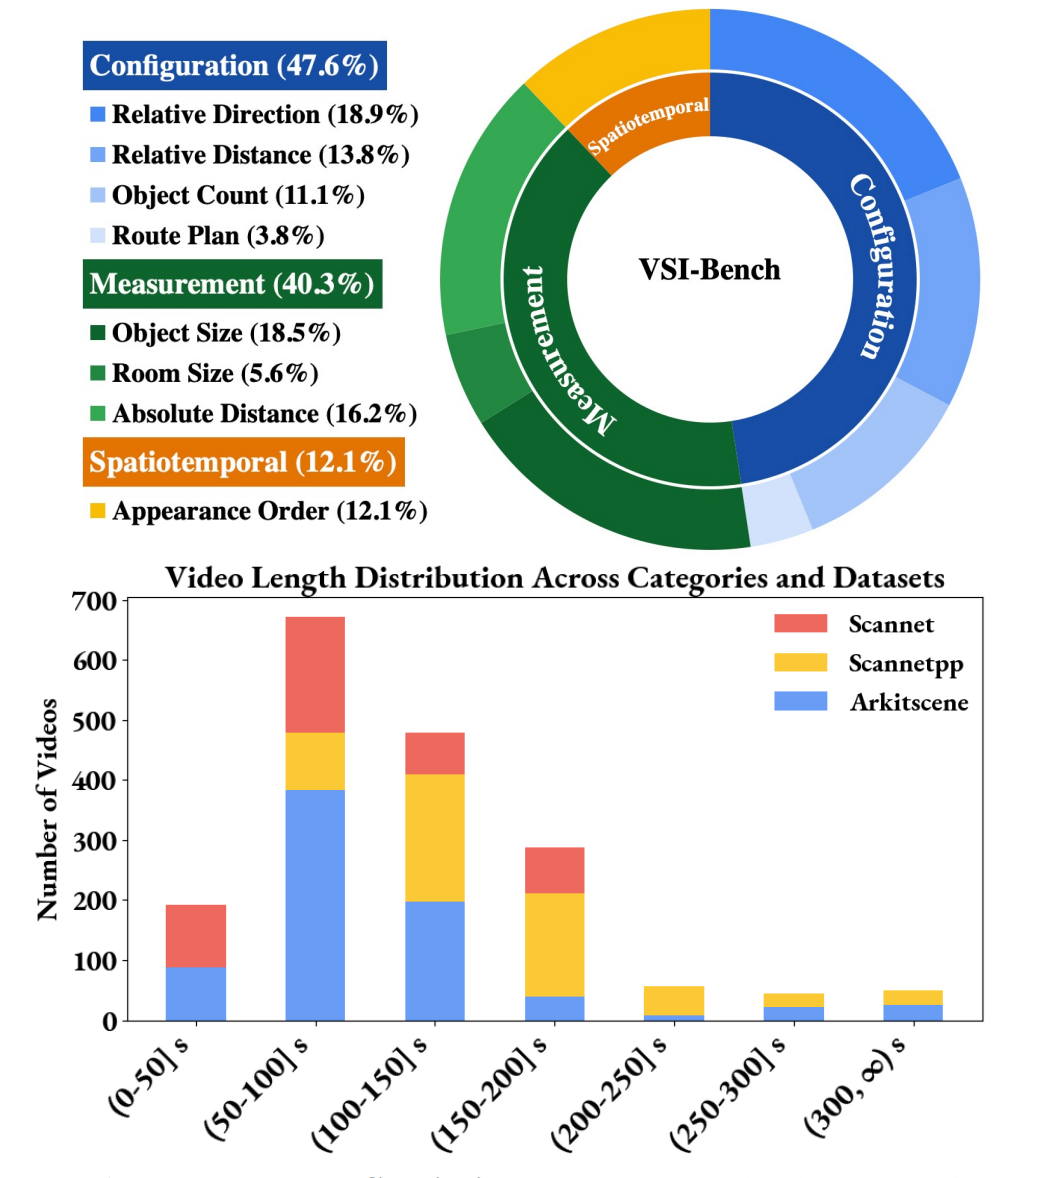 Configuration (47.6%)
Relative Direction (18.9%)
Relative Distance (13.8%)
Object Count (11.1%)
Route Plan (3.8%)
Measurement (40.3%)
Object Size (18.5%)
Room Size (5.6%)
Absolute Distance (16.2%)
Spatiotemporal (12.1%)
Appearance Order (12.1%)
Spatiotemporal
Configuration
Measurement
VSI-Bench
Video Length Distribution Across Categories and Datasets
Number of Videos
700
600
500
400
300
200
100
0
Scannet
Scannetpp
Arkitscene
(0-50] s
(50-100] s
(100-150] s
(150-200] s
(200-250] s
(250-300] s
(300, ∞) s